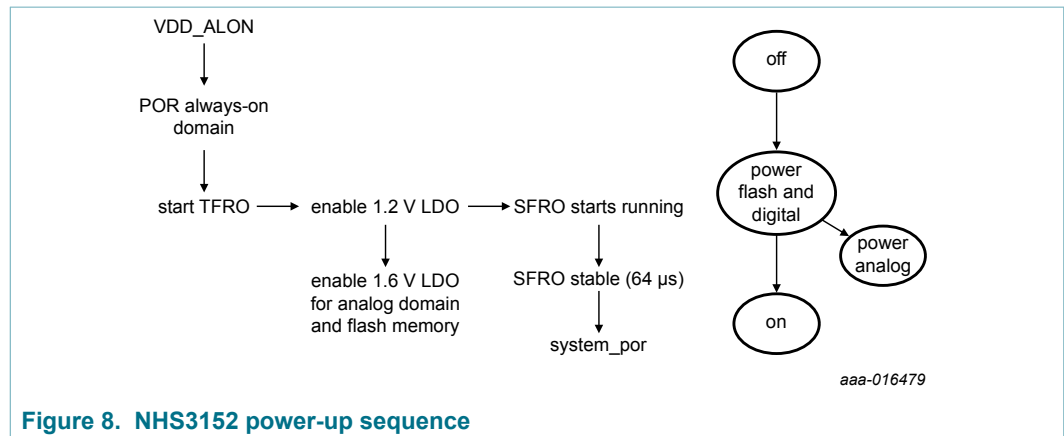 VDD_ALON
POR always-on
domain
start TFRO
enable 1.2 V LDO
SFRO starts running
enable 1.6 V LDO
for analog domain
and flash memory
SFRO stable (64 µs)
system_por
off
power
flash and
digital
power
analog
on
aaa-016479
Figure 8. NHS3152 power-up sequence